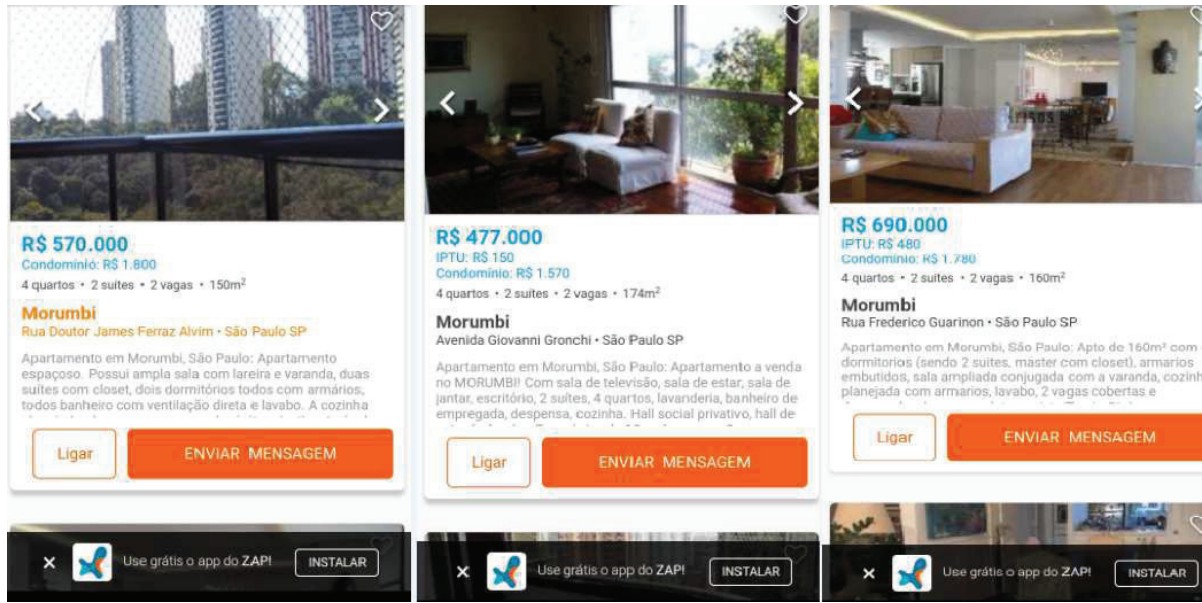 R$ 570.000
Condomínio: R$ 1.800
4 quartos • 2 suítes • 2 vagas • 150m²
Morumbi
Rua Doutor James Ferraz Alvim • São Paulo SP
Apartamento em Morumbi, São Paulo: Apartamento
espaçoso. Possui ampla sala com lareira e varanda, duas
suítes com closet, dois dormitórios todos com armários,
todos banheiro com ventilação direta e lavabo. A cozinha
Ligar
ENVIAR MENSAGEM
× Use grátis o app do ZAP! INSTALAR
R$ 477.000
IPTU: R$ 150
Condomínio: R$ 1.570
4 quartos • 2 suítes • 2 vagas • 174m²
Morumbi
Avenida Giovanni Gronchi • São Paulo SP
Apartamento em Morumbi, São Paulo: Apartamento a venda
no MORUMBI! Com sala de televisão, sala de estar, sala de
jantar, escritório, 2 suítes, 4 quartos, lavanderia, banheiro de
empregada, despensa, cozinha. Hall social privativo, hall de
Ligar
ENVIAR MENSAGEM
× Use grátis o app do ZAP! INSTALAR
R$ 690.000
IPTU: R$ 480
Condomínio: R$ 1.780
4 quartos • 2 suítes • 2 vagas • 160m²
Morumbi
Rua Frederico Guarinon • São Paulo SP
Apartamento em Morumbi, São Paulo: Apto de 160m² com
dormitorios (sendo 2 suites, master com closet), armarios
embutidos, sala ampliada conjugada com a varanda, cozinh
planejada com armarios, lavabo, 2 vagas cobertas e
Ligar
ENVIAR MENSAGEM
× Use grátis o app do ZAP! INSTALAR